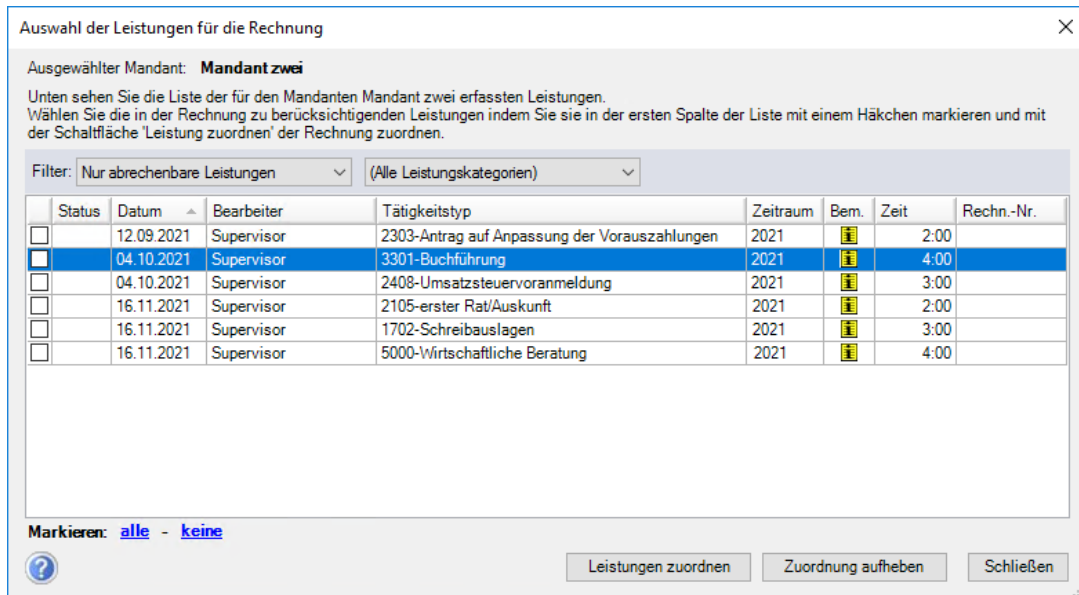 Auswahl der Leistungen für die Rechnung
Ausgewählter Mandant: Mandant zwei
Unten sehen Sie die Liste der für den Mandanten Mandant zwei erfassten Leistungen.
Wählen Sie die in der Rechnung zu berücksichtigenden Leistungen indem Sie sie in der ersten Spalte der Liste mit einem Häkchen markieren und mit
der Schaltfläche 'Leistung zuordnen' der Rechnung zuordnen.
Filter: Nur abrechenbare Leistungen (Alle Leistungskategorien)
Status Datum Bearbeiter Tätigkeitstyp Zeitraum Bem. Zeit Rechn.-Nr.
12.09.2021 Supervisor 2303-Antrag auf Anpassung der Vorauszahlungen 2021 i 2:00
04.10.2021 Supervisor 3301-Buchführung 2021 i 4:00
04.10.2021 Supervisor 2408-Umsatzsteuervoranmeldung 2021 i 3:00
16.11.2021 Supervisor 2105-erster Rat/Auskunft 2021 i 2:00
16.11.2021 Supervisor 1702-Schreibauslagen 2021 i 3:00
16.11.2021 Supervisor 5000-Wirtschaftliche Beratung 2021 i 4:00
Markieren: alle - keine
? Leistungen zuordnen Zuordnung aufheben Schließen